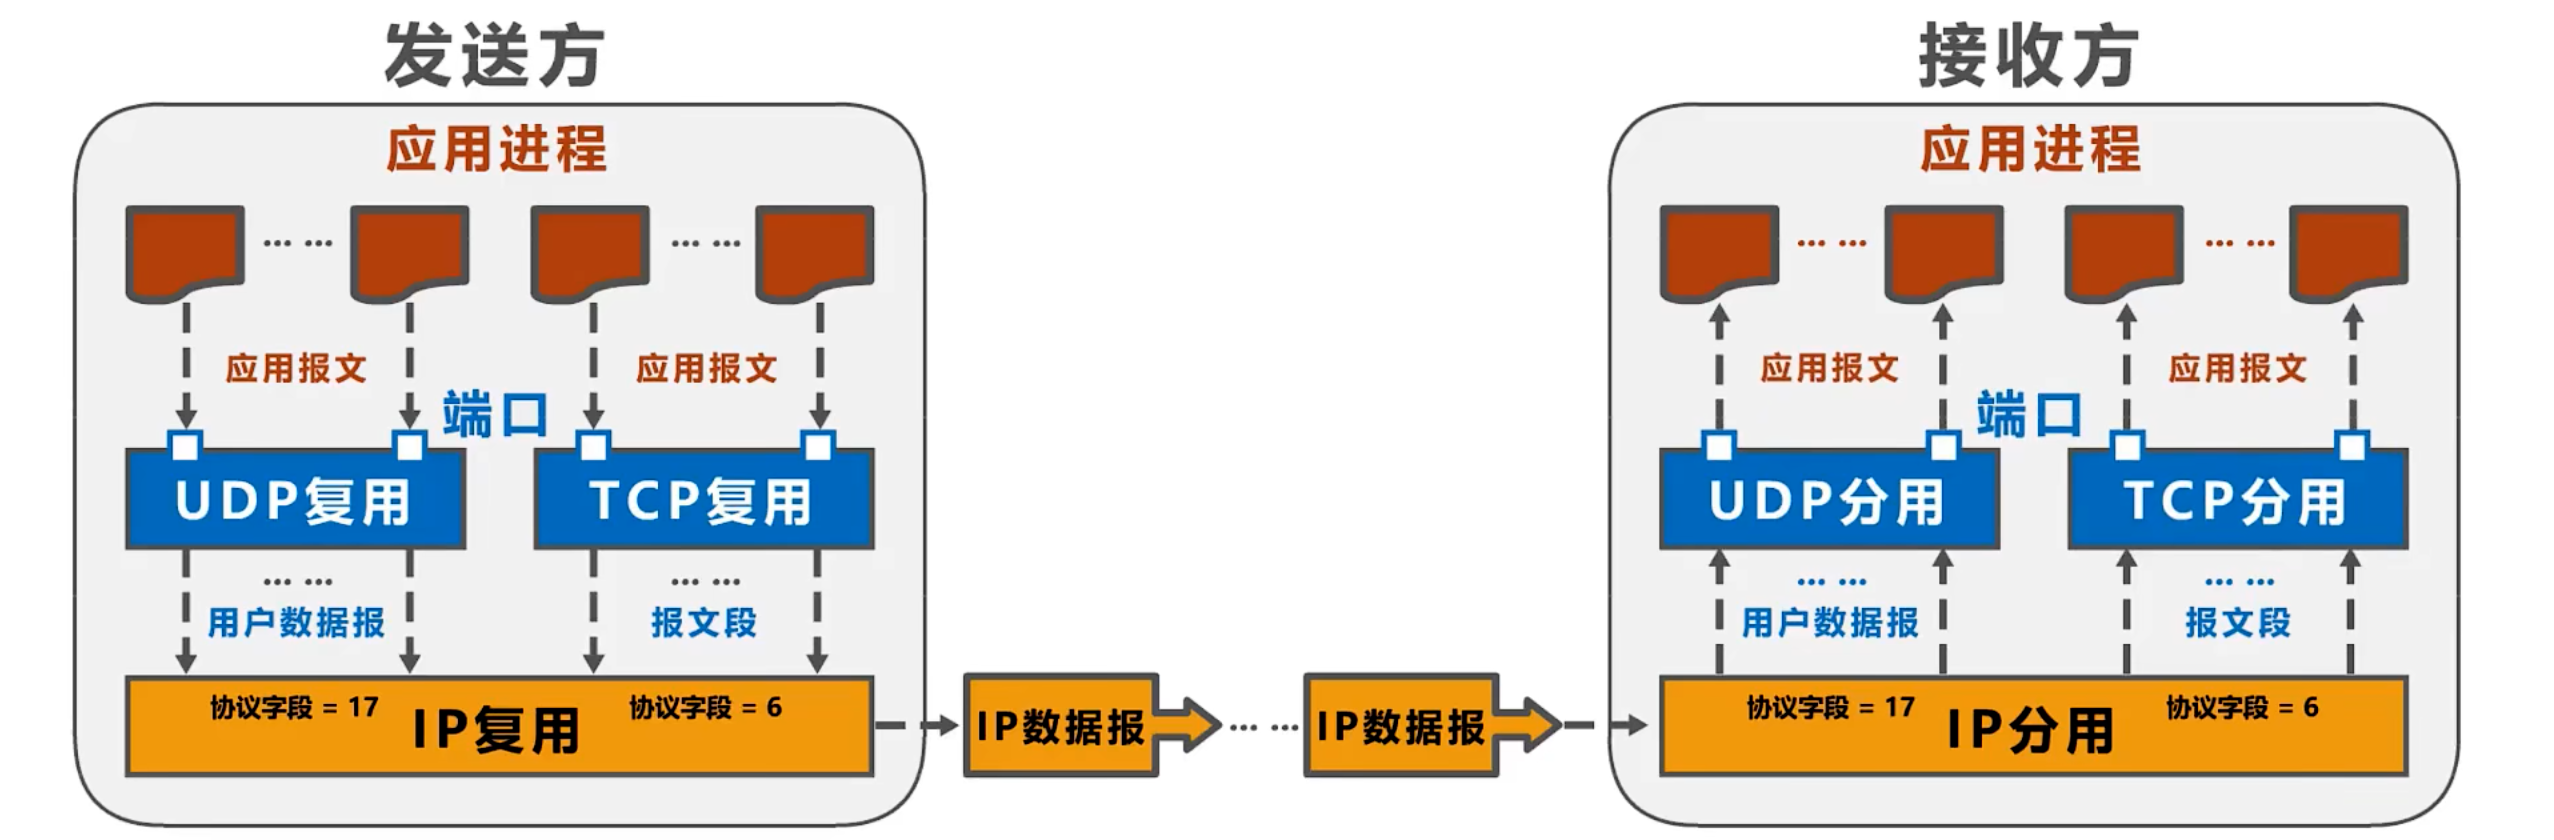 发送方
应用进程
…… ……
应用报文 应用报文
端口
UDP复用 TCP复用
…… ……
用户数据报 报文段
协议字段 = 17 协议字段 = 6
IP复用
IP数据报 …… IP数据报
接收方
应用进程
…… ……
应用报文 应用报文
端口
UDP分用 TCP分用
…… ……
用户数据报 报文段
协议字段 = 17 协议字段 = 6
IP分用